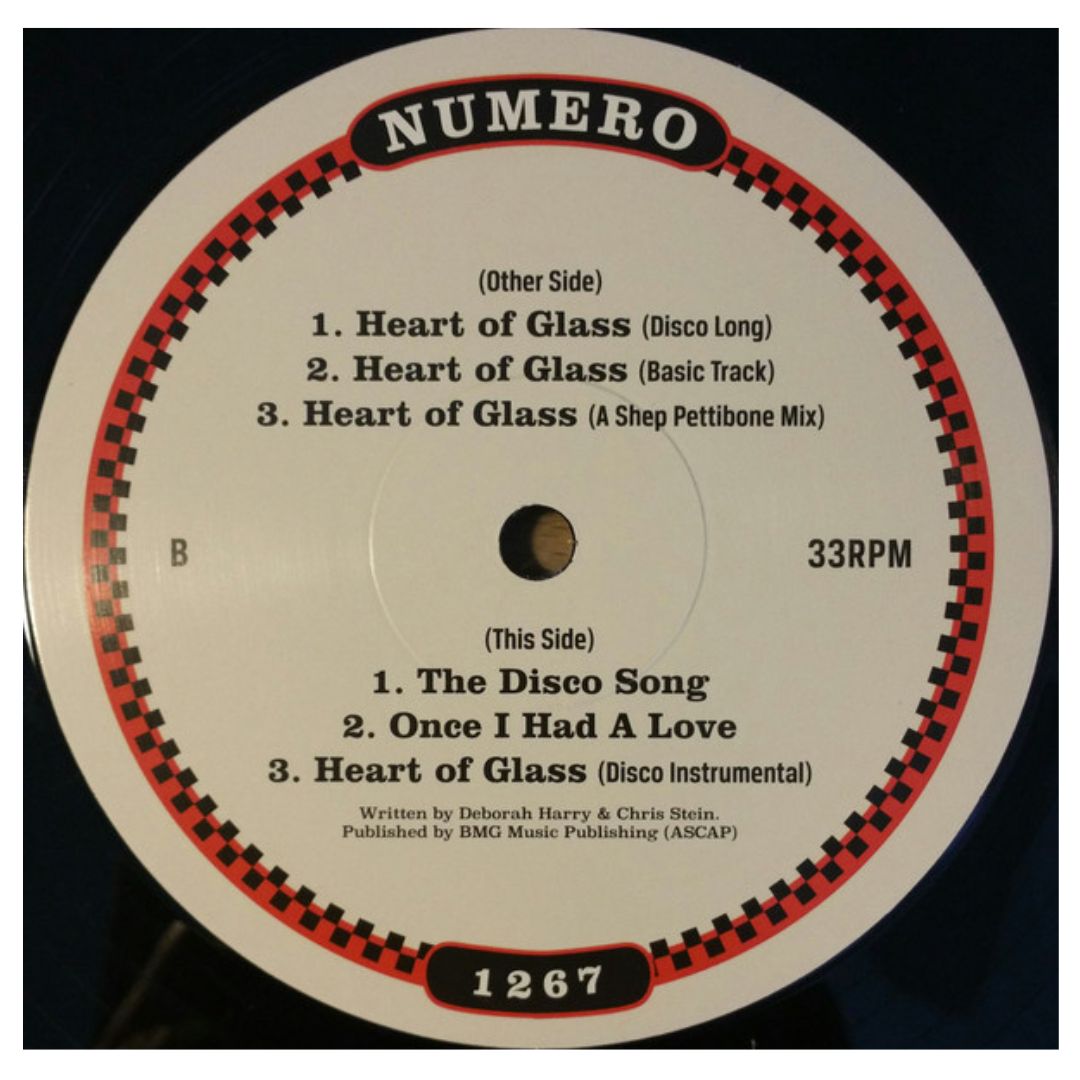 NUMERO
(Other Side)
1. Heart of Glass (Disco Long)
2. Heart of Glass (Basic Track)
3. Heart of Glass (A Shep Pettibone Mix)
B
33RPM
(This Side)
1. The Disco Song
2. Once I Had A Love
3. Heart of Glass (Disco Instrumental)
Written by Deborah Harry & Chris Stein.
Published by BMG Music Publishing (ASCAP)
1267